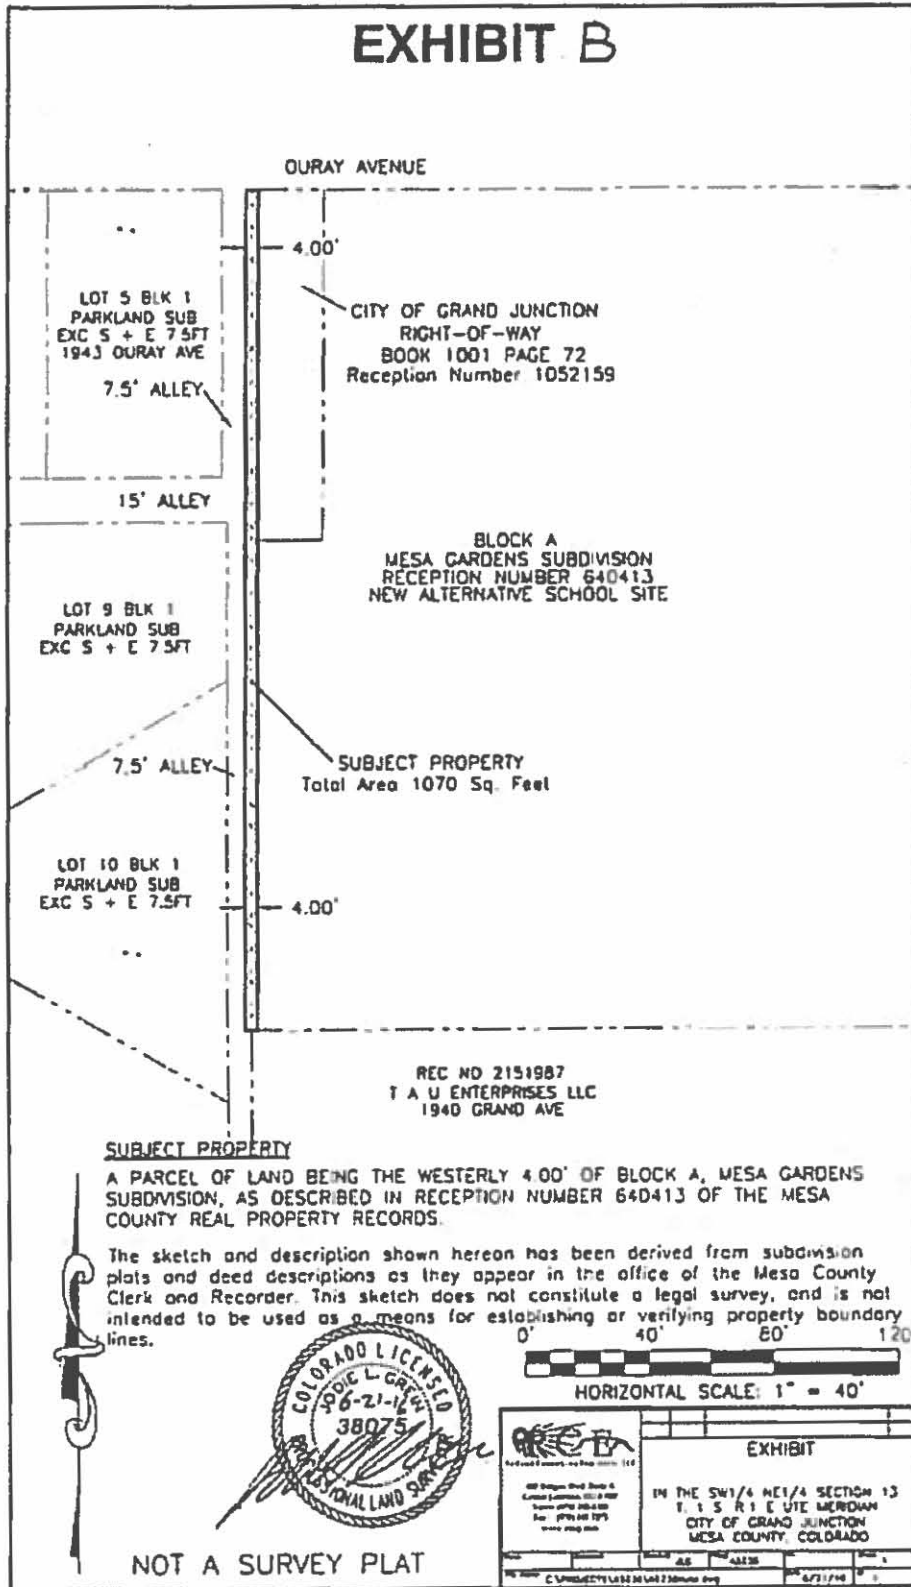 EXHIBIT B
OURAY AVENUE
4.00'
LOT 5 BLK 1
PARKLAND SUB
EXC S + E 7.5FT
1943 OURAY AVE
7.5' ALLEY
CITY OF GRAND JUNCTION
RIGHT-OF-WAY
BOOK 1001 PAGE 72
Reception Number 1052159
15' ALLEY
BLOCK A
MESA GARDENS SUBDIVISION
RECEPTION NUMBER 640413
NEW ALTERNATIVE SCHOOL SITE
LOT 9 BLK 1
PARKLAND SUB
EXC S + E 7.5FT
7.5' ALLEY
SUBJECT PROPERTY
Total Area 1070 Sq. Feet
LOT 10 BLK 1
PARKLAND SUB
EXC S + E 7.5FT
4.00'
REC NO 2151987
T A U ENTERPRISES LLC
1940 GRAND AVE
SUBJECT PROPERTY
A PARCEL OF LAND BEING THE WESTERLY 4.00' OF BLOCK A, MESA GARDENS
SUBDIVISION, AS DESCRIBED IN RECEPTION NUMBER 640413 OF THE MESA
COUNTY REAL PROPERTY RECORDS.
The sketch and description shown hereon has been derived from subdivision
plats and deed descriptions as they appear in the office of the Mesa County
Clerk and Recorder. This sketch does not constitute a legal survey, and is not
intended to be used as a means for establishing or verifying property boundary
lines.
0' 40' 80' 120
HORIZONTAL SCALE: 1" = 40'
COLORADO LICENSED
JODIE L. GREIN
6-21-16
38075
PROFESSIONAL LAND SURVEYOR
EXHIBIT
IN THE SW1/4 NE1/4 SECTION 13
T. 1 S R 1 E UTE MERIDIAN
CITY OF GRAND JUNCTION
MESA COUNTY, COLORADO
NOT A SURVEY PLAT